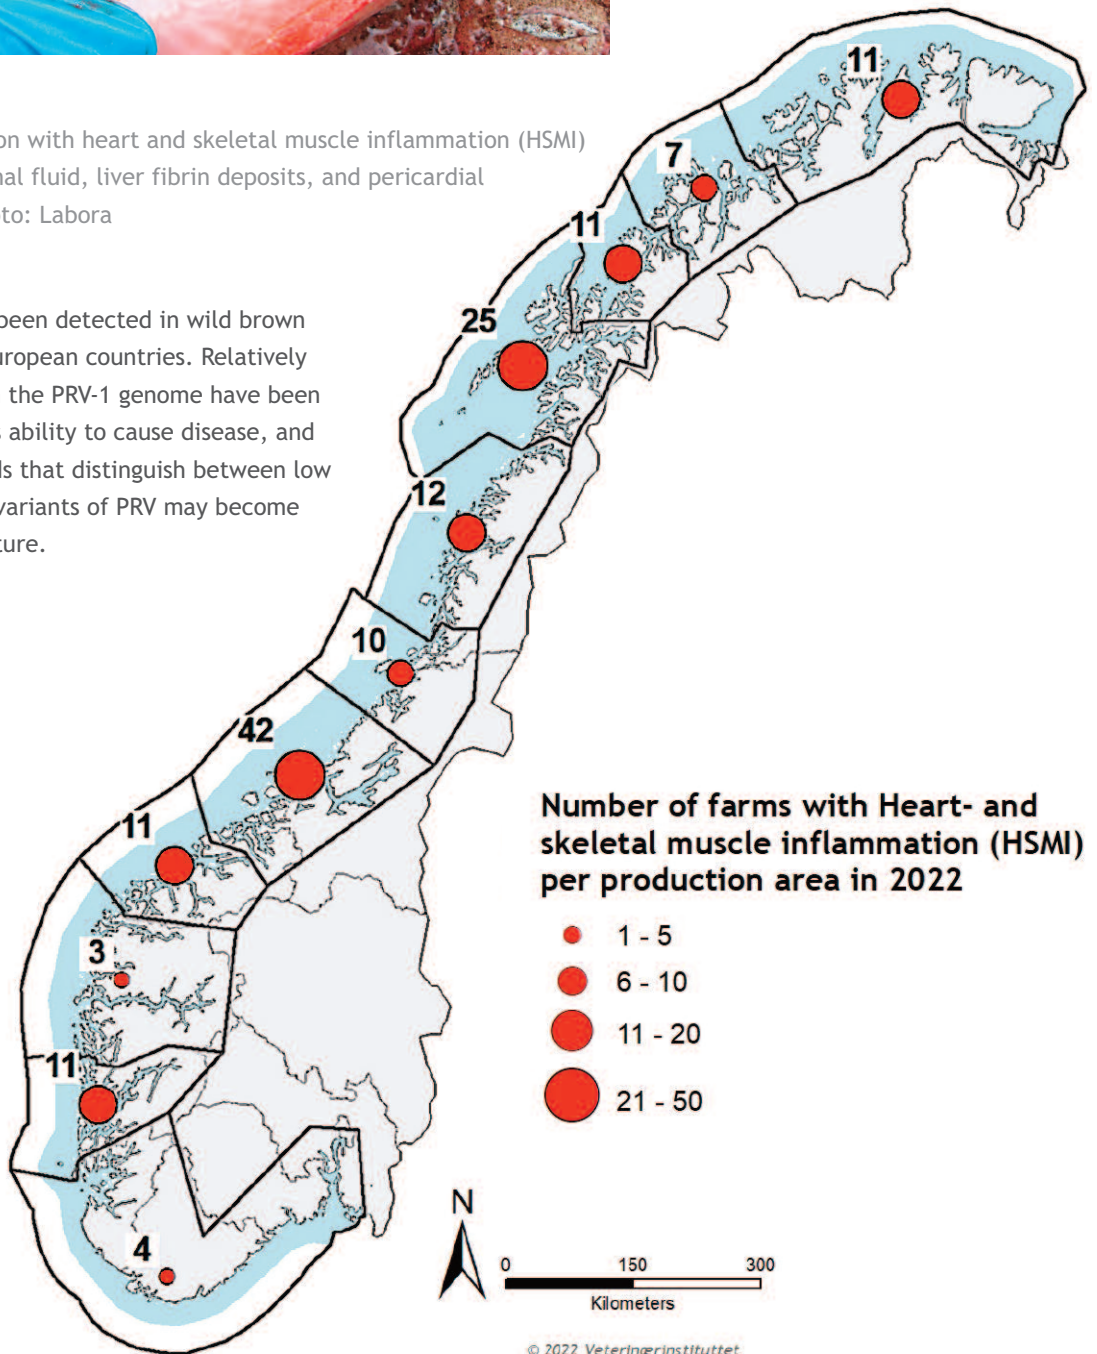 on with heart and skeletal muscle inflammation (HSMI)
nal fluid, liver fibrin deposits, and pericardial
to: Labora
been detected in wild brown
uropean countries. Relatively
the PRV-1 genome have been
s ability to cause disease, and
ds that distinguish between low
variants of PRV may become
ture.
11
7
11
25
12
10
42
11
3
11
4
Number of farms with Heart- and
skeletal muscle inflammation (HSMI)
per production area in 2022
1 - 5
6 - 10
11 - 20
21 - 50
N
0 150 300
Kilometers
© 2022 Veterinærinstituttet